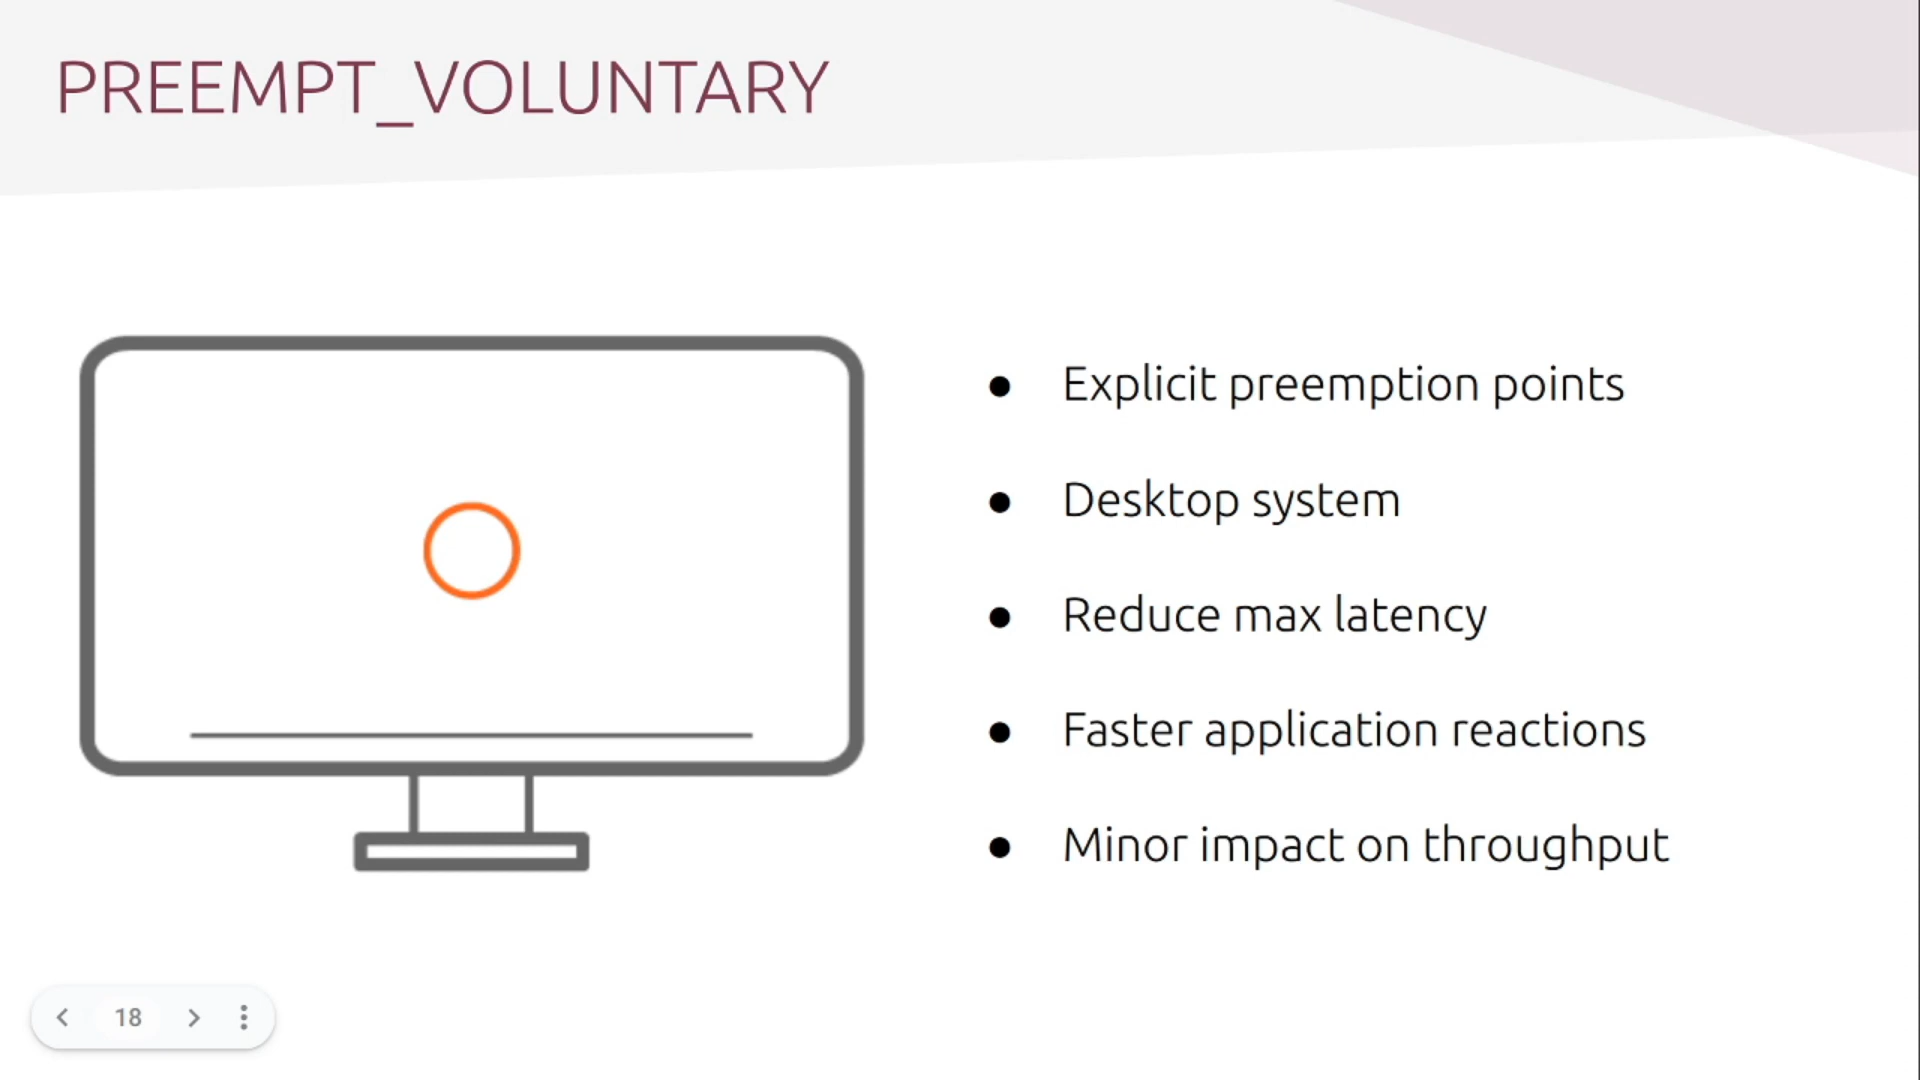 PREEMPT_VOLUNTARY
● Explicit preemption points
● Desktop system
● Reduce max latency
● Faster application reactions
● Minor impact on throughput
18